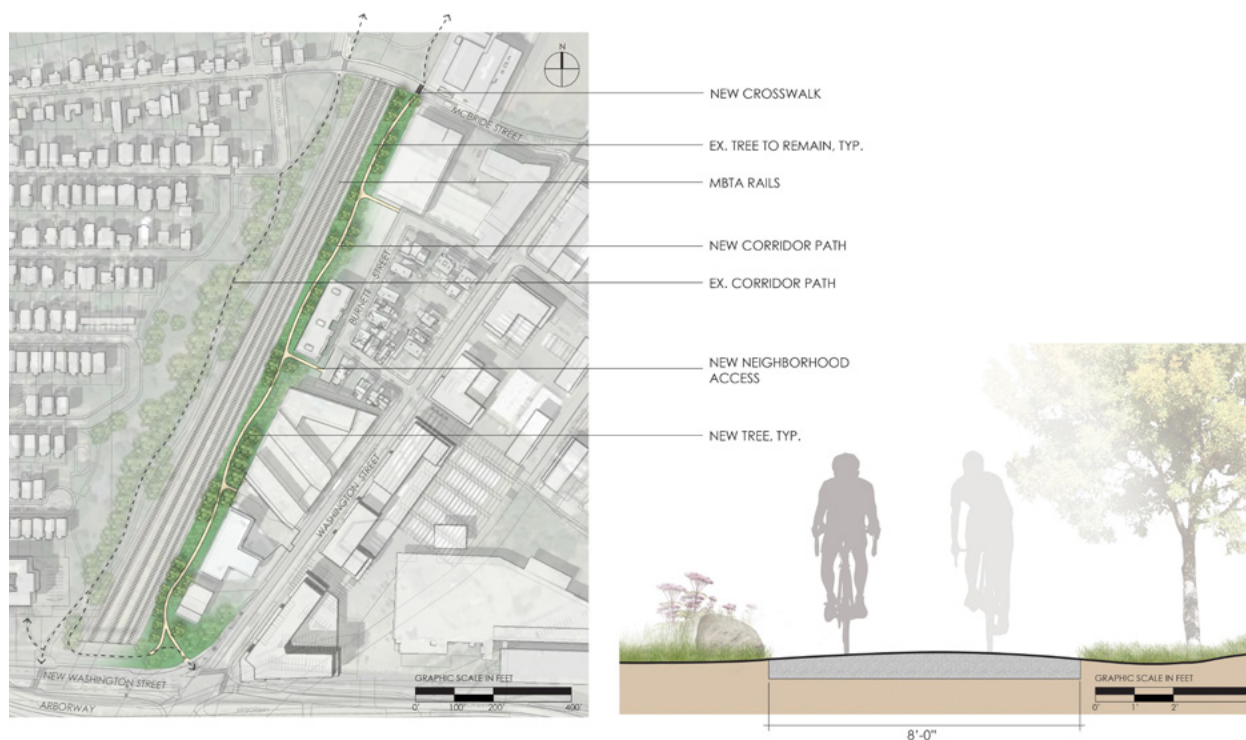 N
NEW CROSSWALK
MCBRIDE STREET
EX. TREE TO REMAIN, TYP.
MBTA RAILS
NEW CORRIDOR PATH
BURNETT STREET
EX. CORRIDOR PATH
NEW NEIGHBORHOOD
ACCESS
NEW TREE, TYP.
WASHINGTON STREET
NEW WASHINGTON STREET
ARBORWAY
GRAPHIC SCALE IN FEET
0' 100' 200' 400'
GRAPHIC SCALE IN FEET
0' 1' 2'
8'-0"